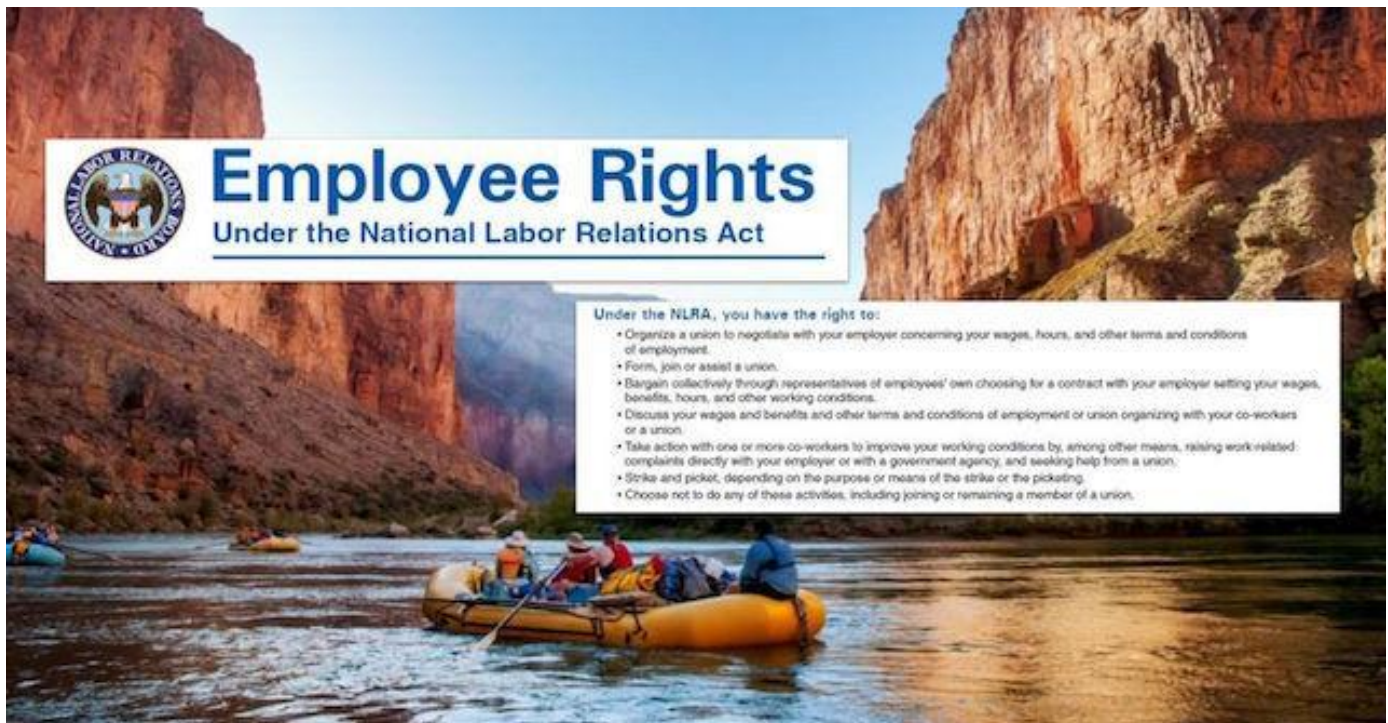 NATIONAL LABOR RELATIONS BOARD
Employee Rights
Under the National Labor Relations Act
Under the NLRA, you have the right to:
• Organize a union to negotiate with your employer concerning your wages, hours, and other terms and conditions
of employment.
• Form, join or assist a union.
• Bargain collectively through representatives of employees' own choosing for a contract with your employer setting your wages,
benefits, hours, and other working conditions.
• Discuss your wages and benefits and other terms and conditions of employment or union organizing with your co-workers
or a union.
• Take action with one or more co-workers to improve your working conditions by, among other means, raising work-related
complaints directly with your employer or with a government agency, and seeking help from a union.
• Strike and picket, depending on the purpose or means of the strike or the picketing.
• Choose not to do any of these activities, including joining or remaining a member of a union.